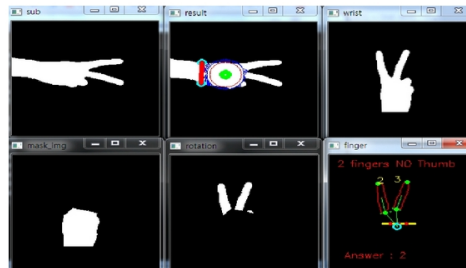 sub
result
wrist
mask_img
rotation
finger
2 fingers NO Thumb
2 3
Answer : 2